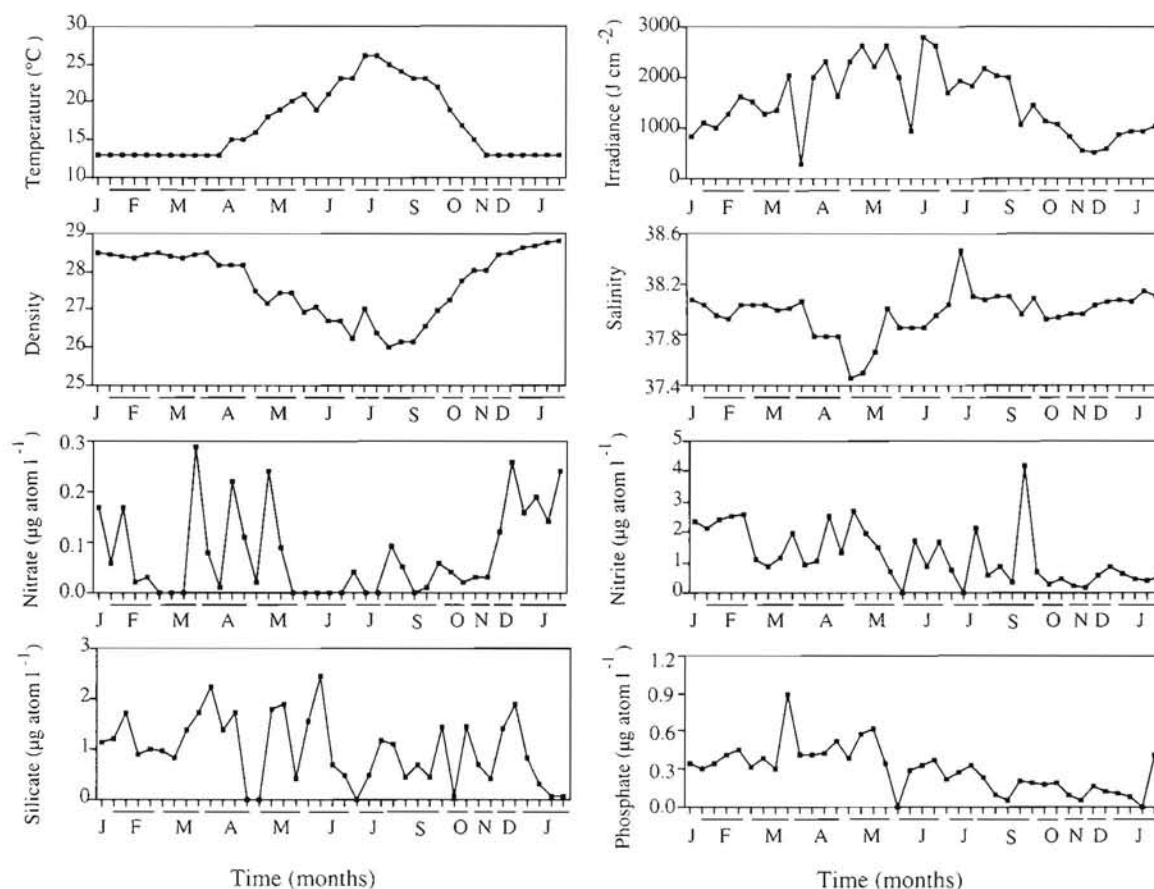 Temperature (°C)
30
25
20
15
10
J F M A M J J S O N D J
Irradiance (J cm -2)
3000
2000
1000
0
J F M A M J J S O N D J
Density
29
28
27
26
25
J F M A M J J S O N D J
Salinity
38.6
38.2
37.8
37.4
J F M A M J J S O N D J
Nitrate (µg atom l -1)
0.3
0.2
0.1
0.0
J F M A M J J S O N D J
Nitrite (µg atom l -1)
5
4
3
2
1
0
J F M A M J J S O N D J
Silicate (µg atom l -1)
3
2
1
0
J F M A M J J S O N D J
Time (months)
Phosphate (µg atom l -1)
1.2
0.9
0.6
0.3
0.0
J F M A M J J S O N D J
Time (months)